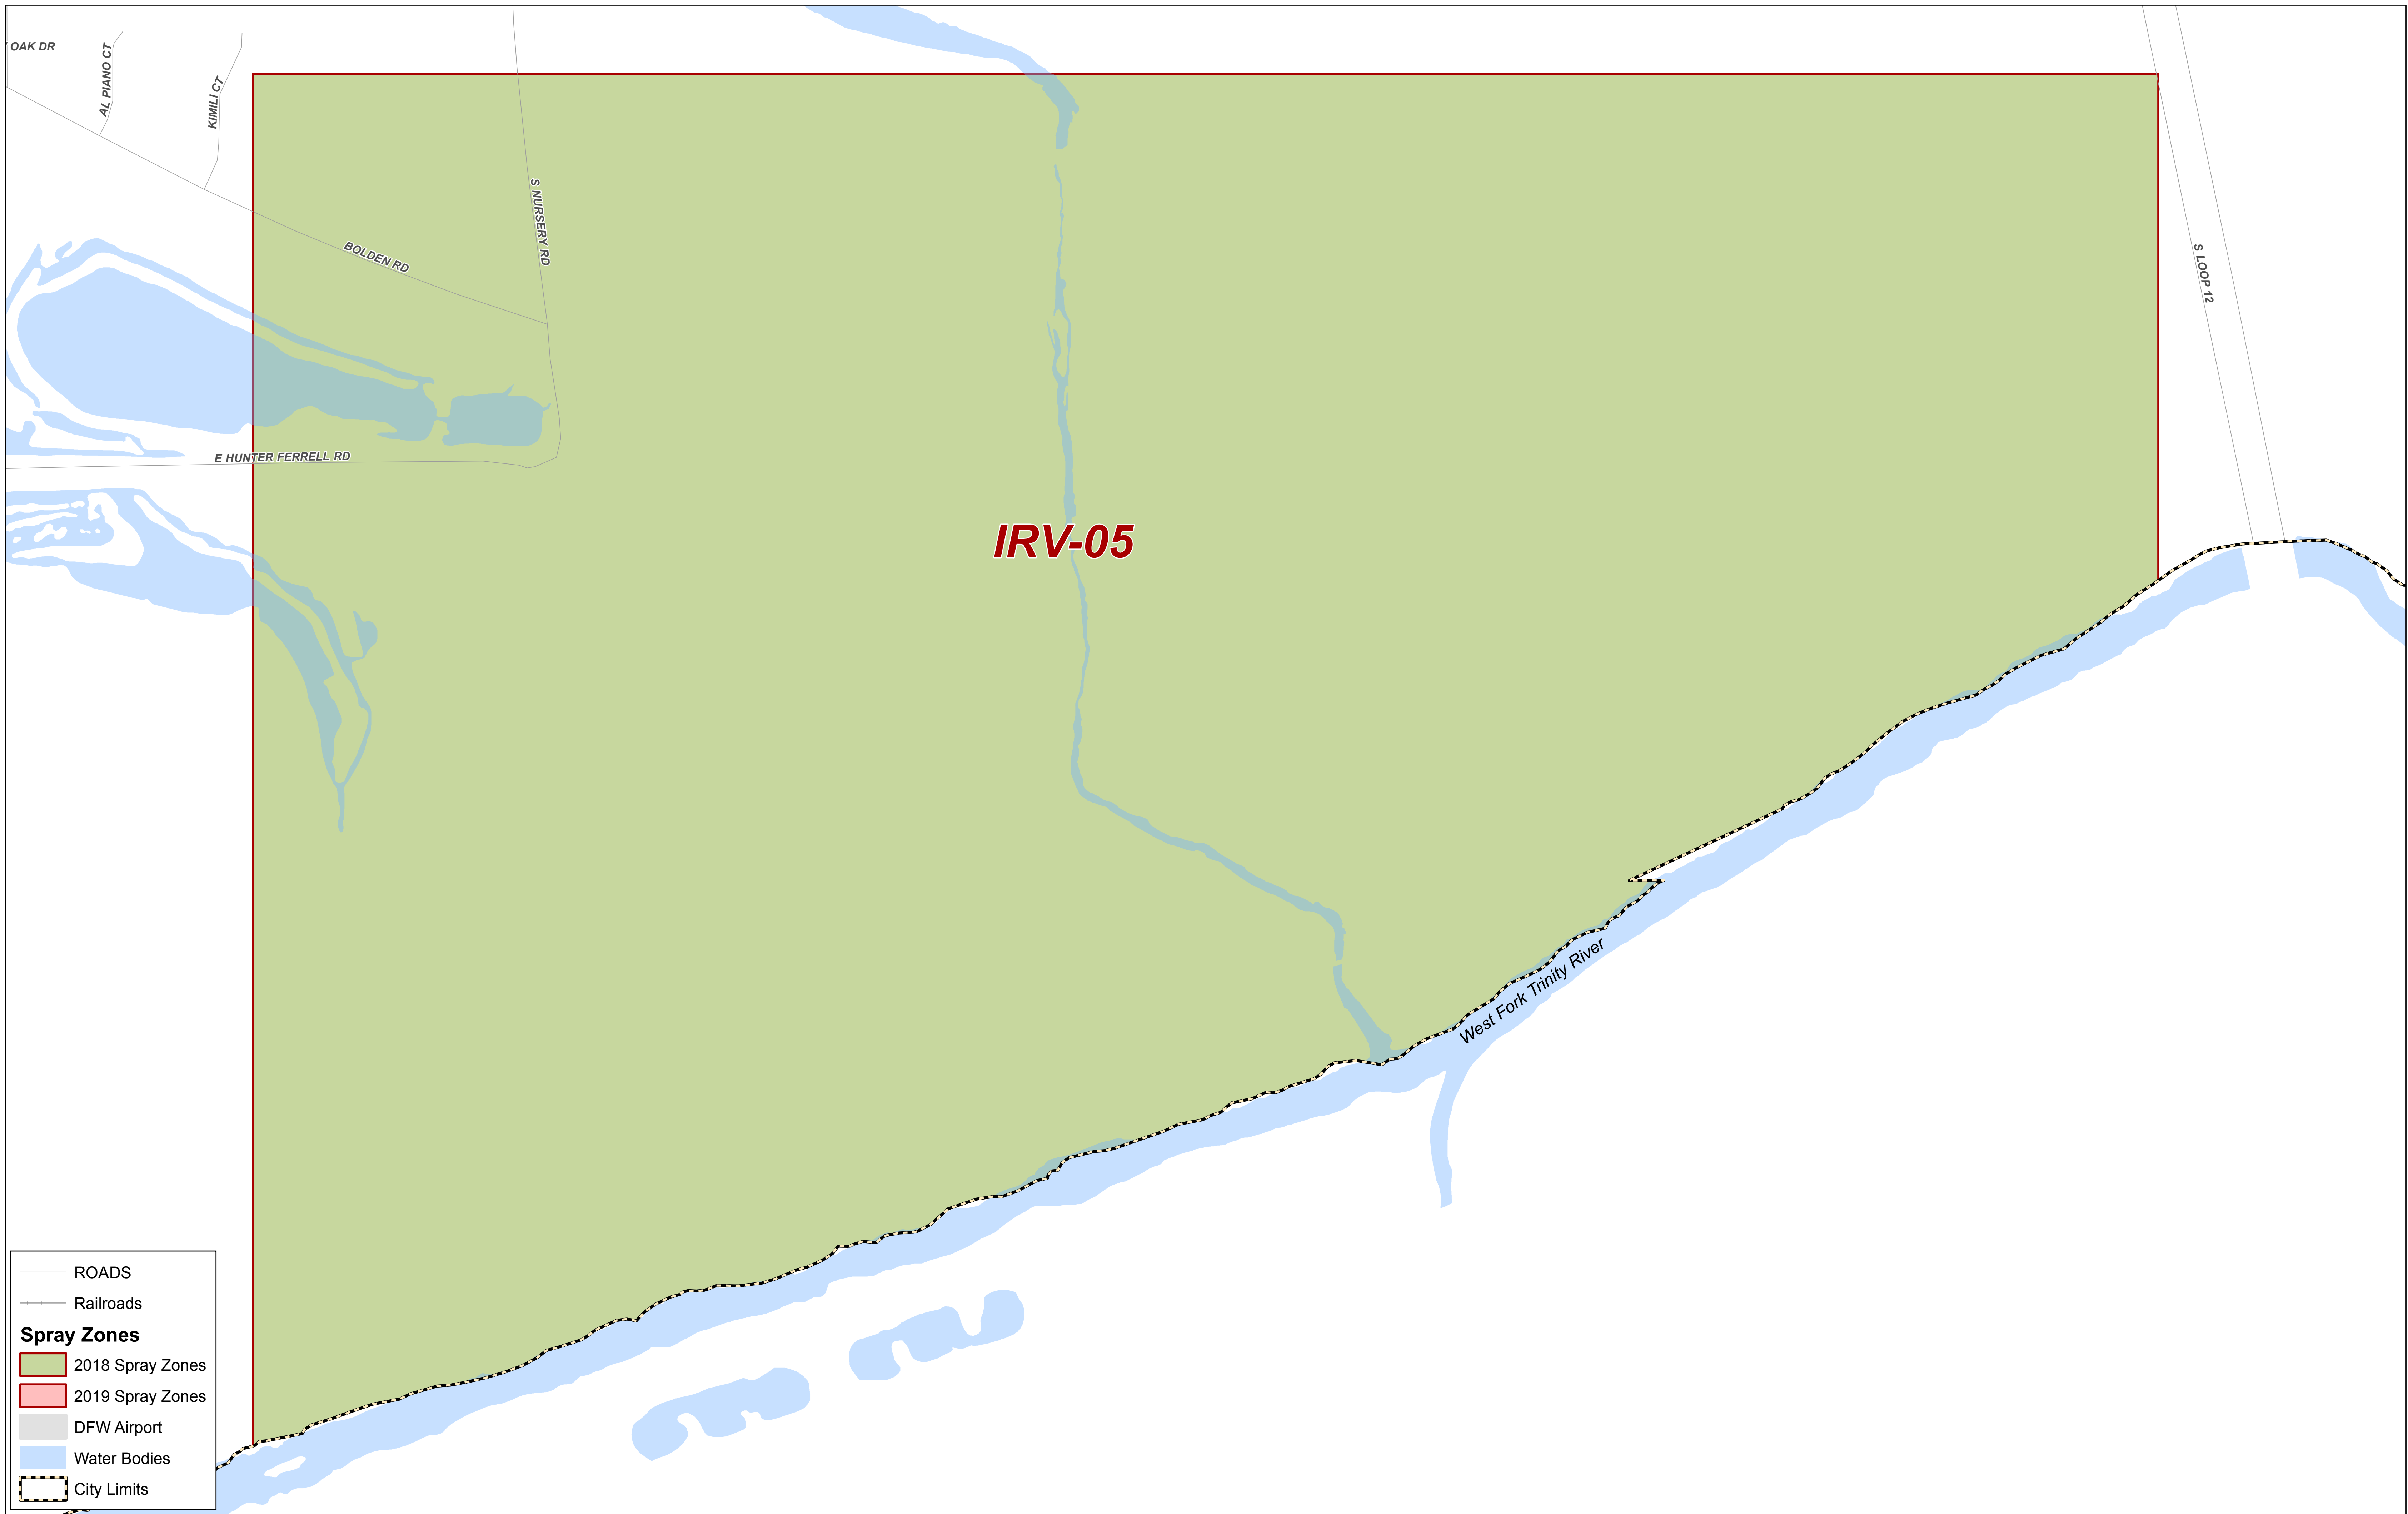 OAK DR
AL PIANO CT
KIMILI CT
S NURSERY RD
BOLDEN RD
S LOOP 12
E HUNTER FERRELL RD
IRV-05
West Fork Trinity River
ROADS
Railroads
Spray Zones
2018 Spray Zones
2019 Spray Zones
DFW Airport
Water Bodies
City Limits